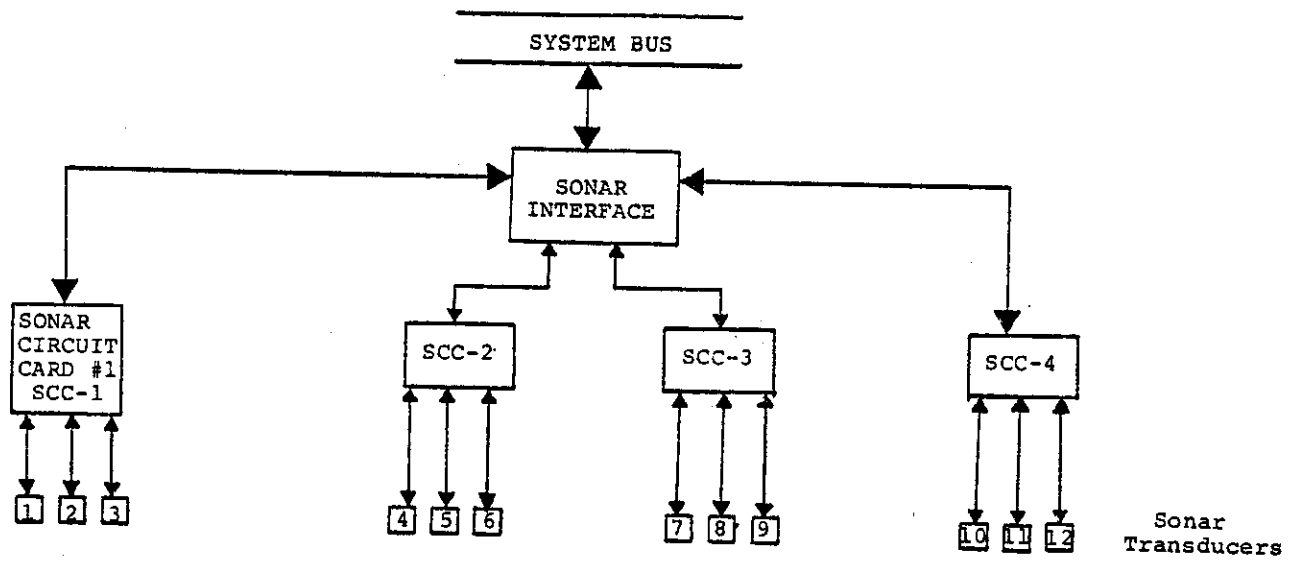 SYSTEM BUS
SONAR
INTERFACE
SONAR
CIRCUIT
CARD #1
SCC-1
SCC-2
SCC-3
SCC-4
1 2 3
4 5 6
7 8 9
10 11 12
Sonar
Transducers